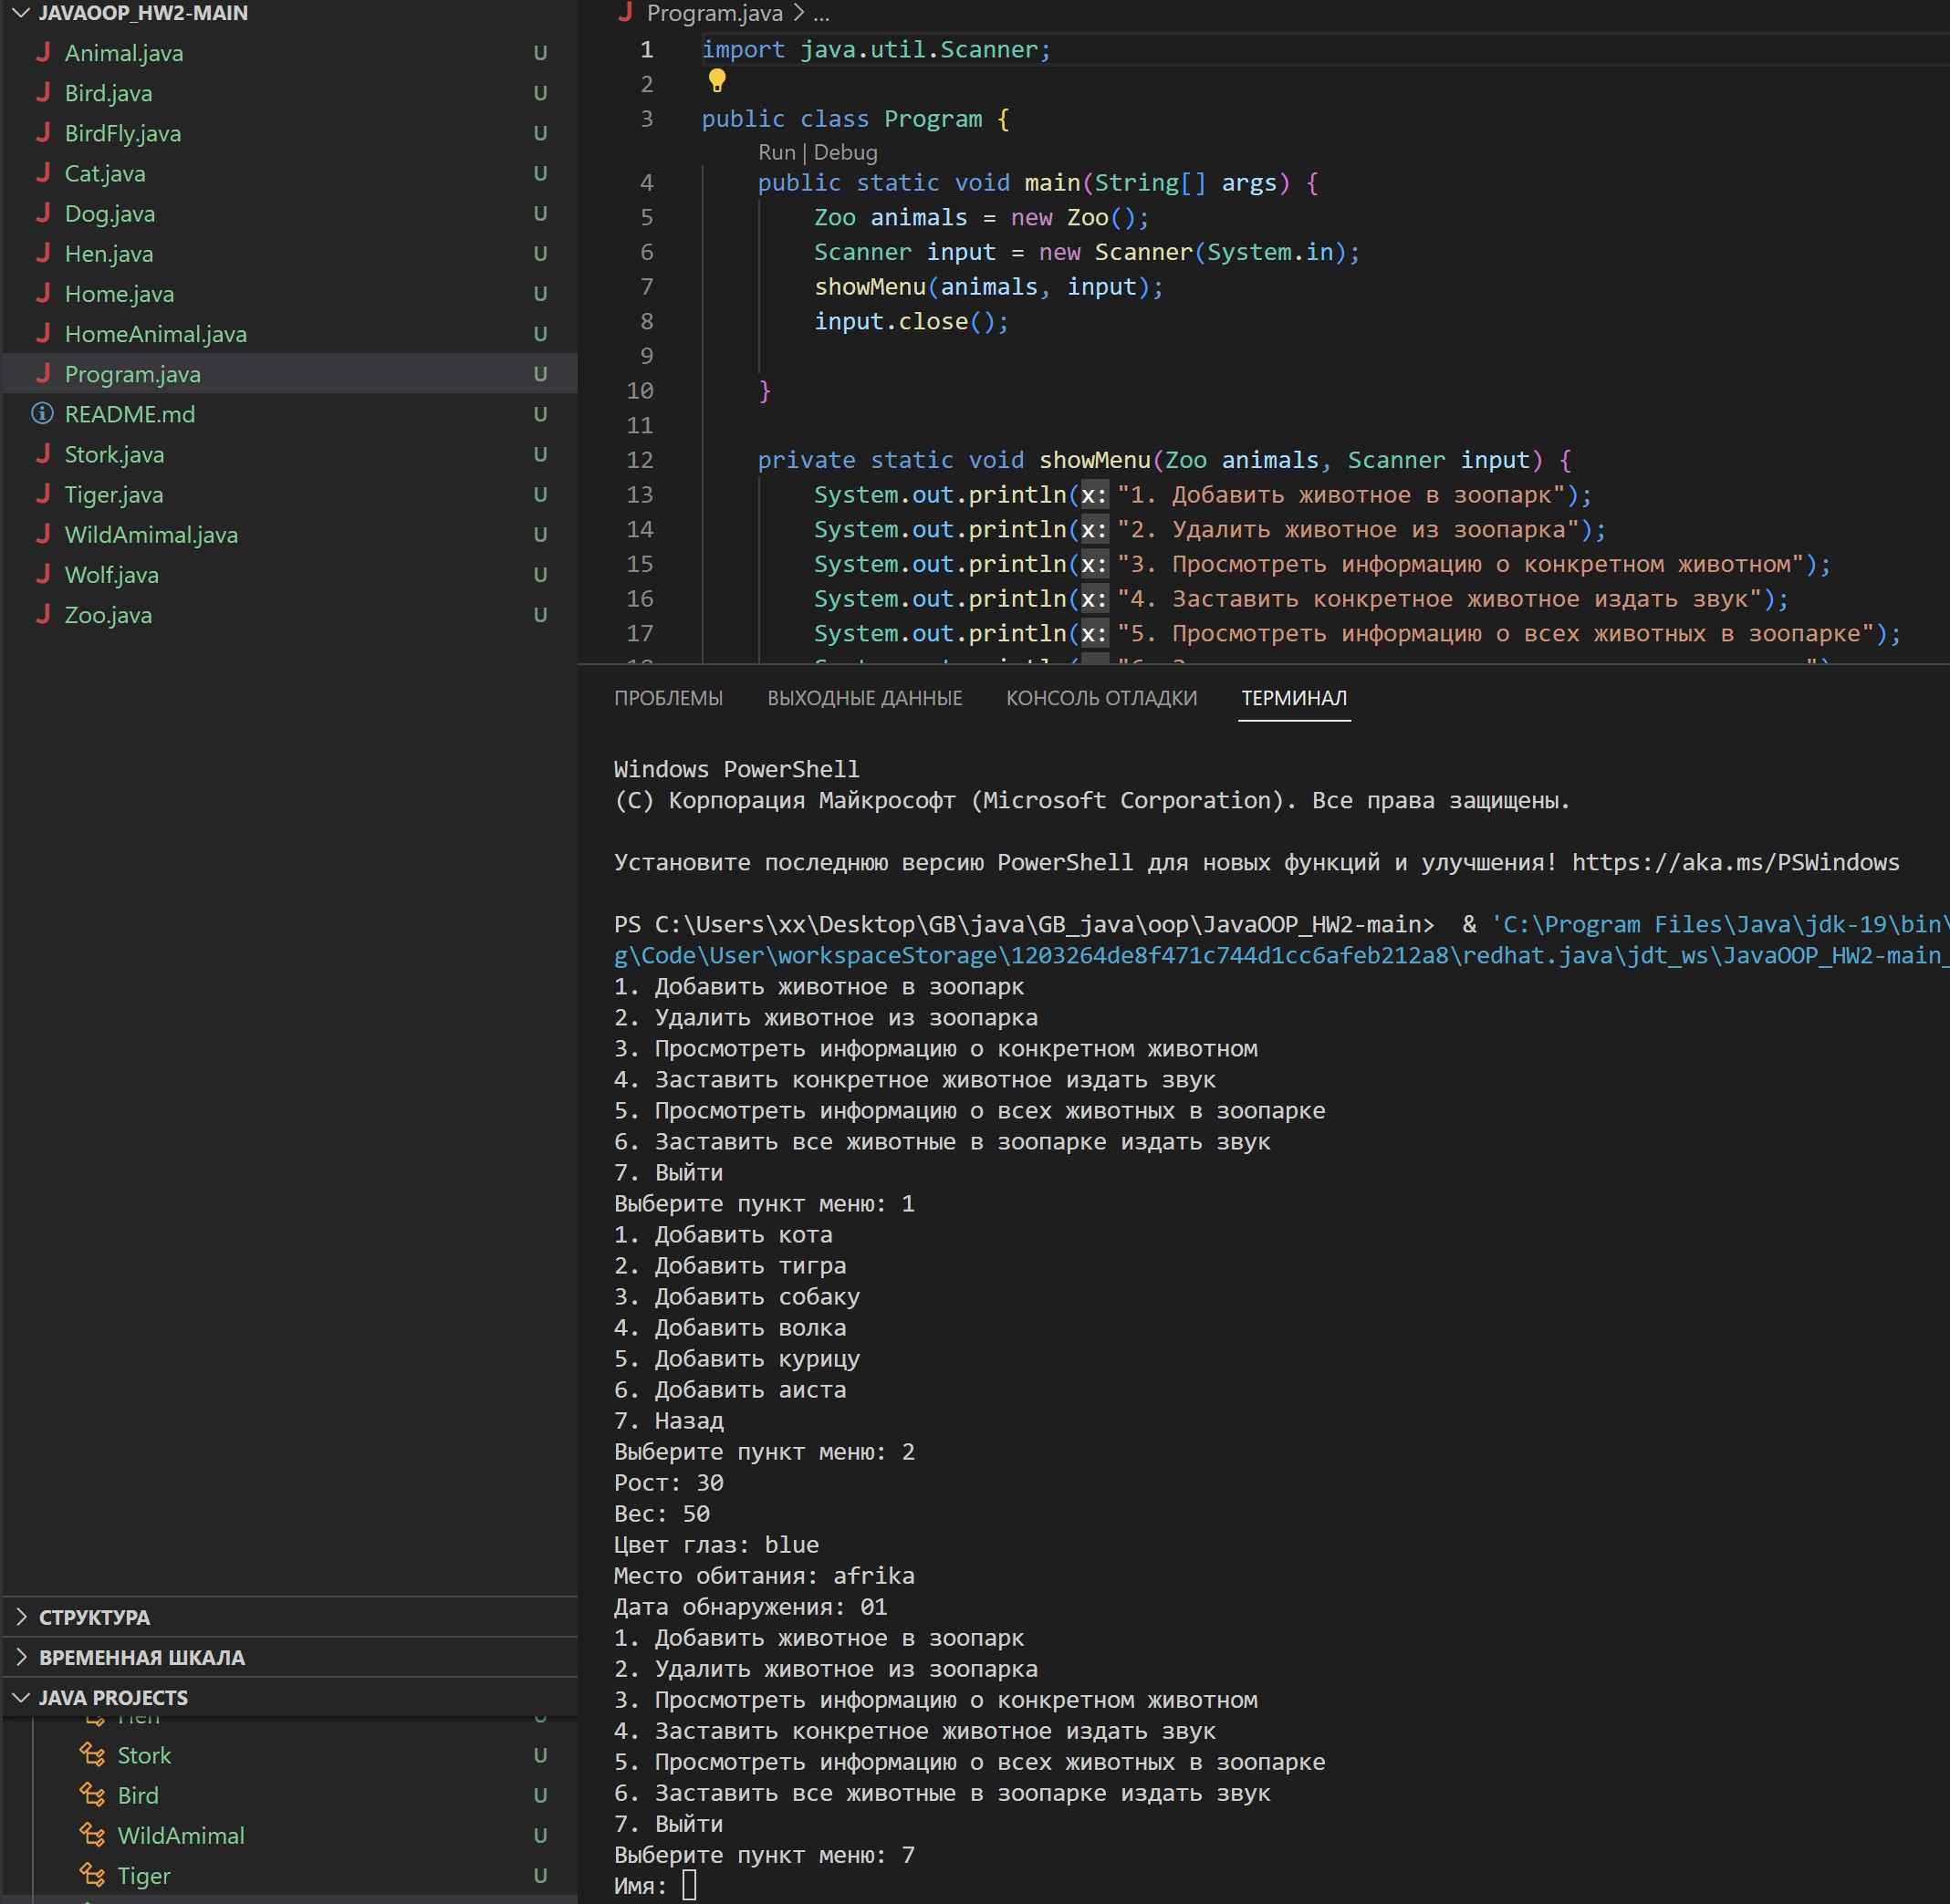 JAVAOOP_HW2-MAIN
Animal.java U
Bird.java U
BirdFly.java U
Cat.java U
Dog.java U
Hen.java U
Home.java U
HomeAnimal.java U
Program.java U
README.md U
Stork.java U
Tiger.java U
WildAmimal.java U
Wolf.java U
Zoo.java U
СТРУКТУРА
ВРЕМЕННАЯ ШКАЛА
JAVA PROJECTS
Hen U
Stork U
Bird U
WildAmimal U
Tiger U
Program.java > ...
1 import java.util.Scanner;
2
3 public class Program {
Run | Debug
4 public static void main(String[] args) {
5 Zoo animals = new Zoo();
6 Scanner input = new Scanner(System.in);
7 showMenu(animals, input);
8 input.close();
9
10 }
11
12 private static void showMenu(Zoo animals, Scanner input) {
13 System.out.println(x: "1. Добавить животное в зоопарк");
14 System.out.println(x: "2. Удалить животное из зоопарка");
15 System.out.println(x: "3. Просмотреть информацию о конкретном животном");
16 System.out.println(x: "4. Заставить конкретное животное издать звук");
17 System.out.println(x: "5. Просмотреть информацию о всех животных в зоопарке");
ПРОБЛЕМЫ ВЫХОДНЫЕ ДАННЫЕ КОНСОЛЬ ОТЛАДКИ ТЕРМИНАЛ
Windows PowerShell
(C) Корпорация Майкрософт (Microsoft Corporation). Все права защищены.
Установите последнюю версию PowerShell для новых функций и улучшения! https://aka.ms/PSWindows
PS C:\Users\xx\Desktop\GB\java\GB_java\oop\JavaOOP_HW2-main> & 'C:\Program Files\Java\jdk-19\bin\
g\Code\User\workspaceStorage\1203264de8f471c744d1cc6afeb212a8\redhat.java\jdt_ws\JavaOOP_HW2-main_
1. Добавить животное в зоопарк
2. Удалить животное из зоопарка
3. Просмотреть информацию о конкретном животном
4. Заставить конкретное животное издать звук
5. Просмотреть информацию о всех животных в зоопарке
6. Заставить все животные в зоопарке издать звук
7. Выйти
Выберите пункт меню: 1
1. Добавить кота
2. Добавить тигра
3. Добавить собаку
4. Добавить волка
5. Добавить курицу
6. Добавить аиста
7. Назад
Выберите пункт меню: 2
Рост: 30
Вес: 50
Цвет глаз: blue
Место обитания: afrika
Дата обнаружения: 01
1. Добавить животное в зоопарк
2. Удалить животное из зоопарка
3. Просмотреть информацию о конкретном животном
4. Заставить конкретное животное издать звук
5. Просмотреть информацию о всех животных в зоопарке
6. Заставить все животные в зоопарке издать звук
7. Выйти
Выберите пункт меню: 7
Имя: